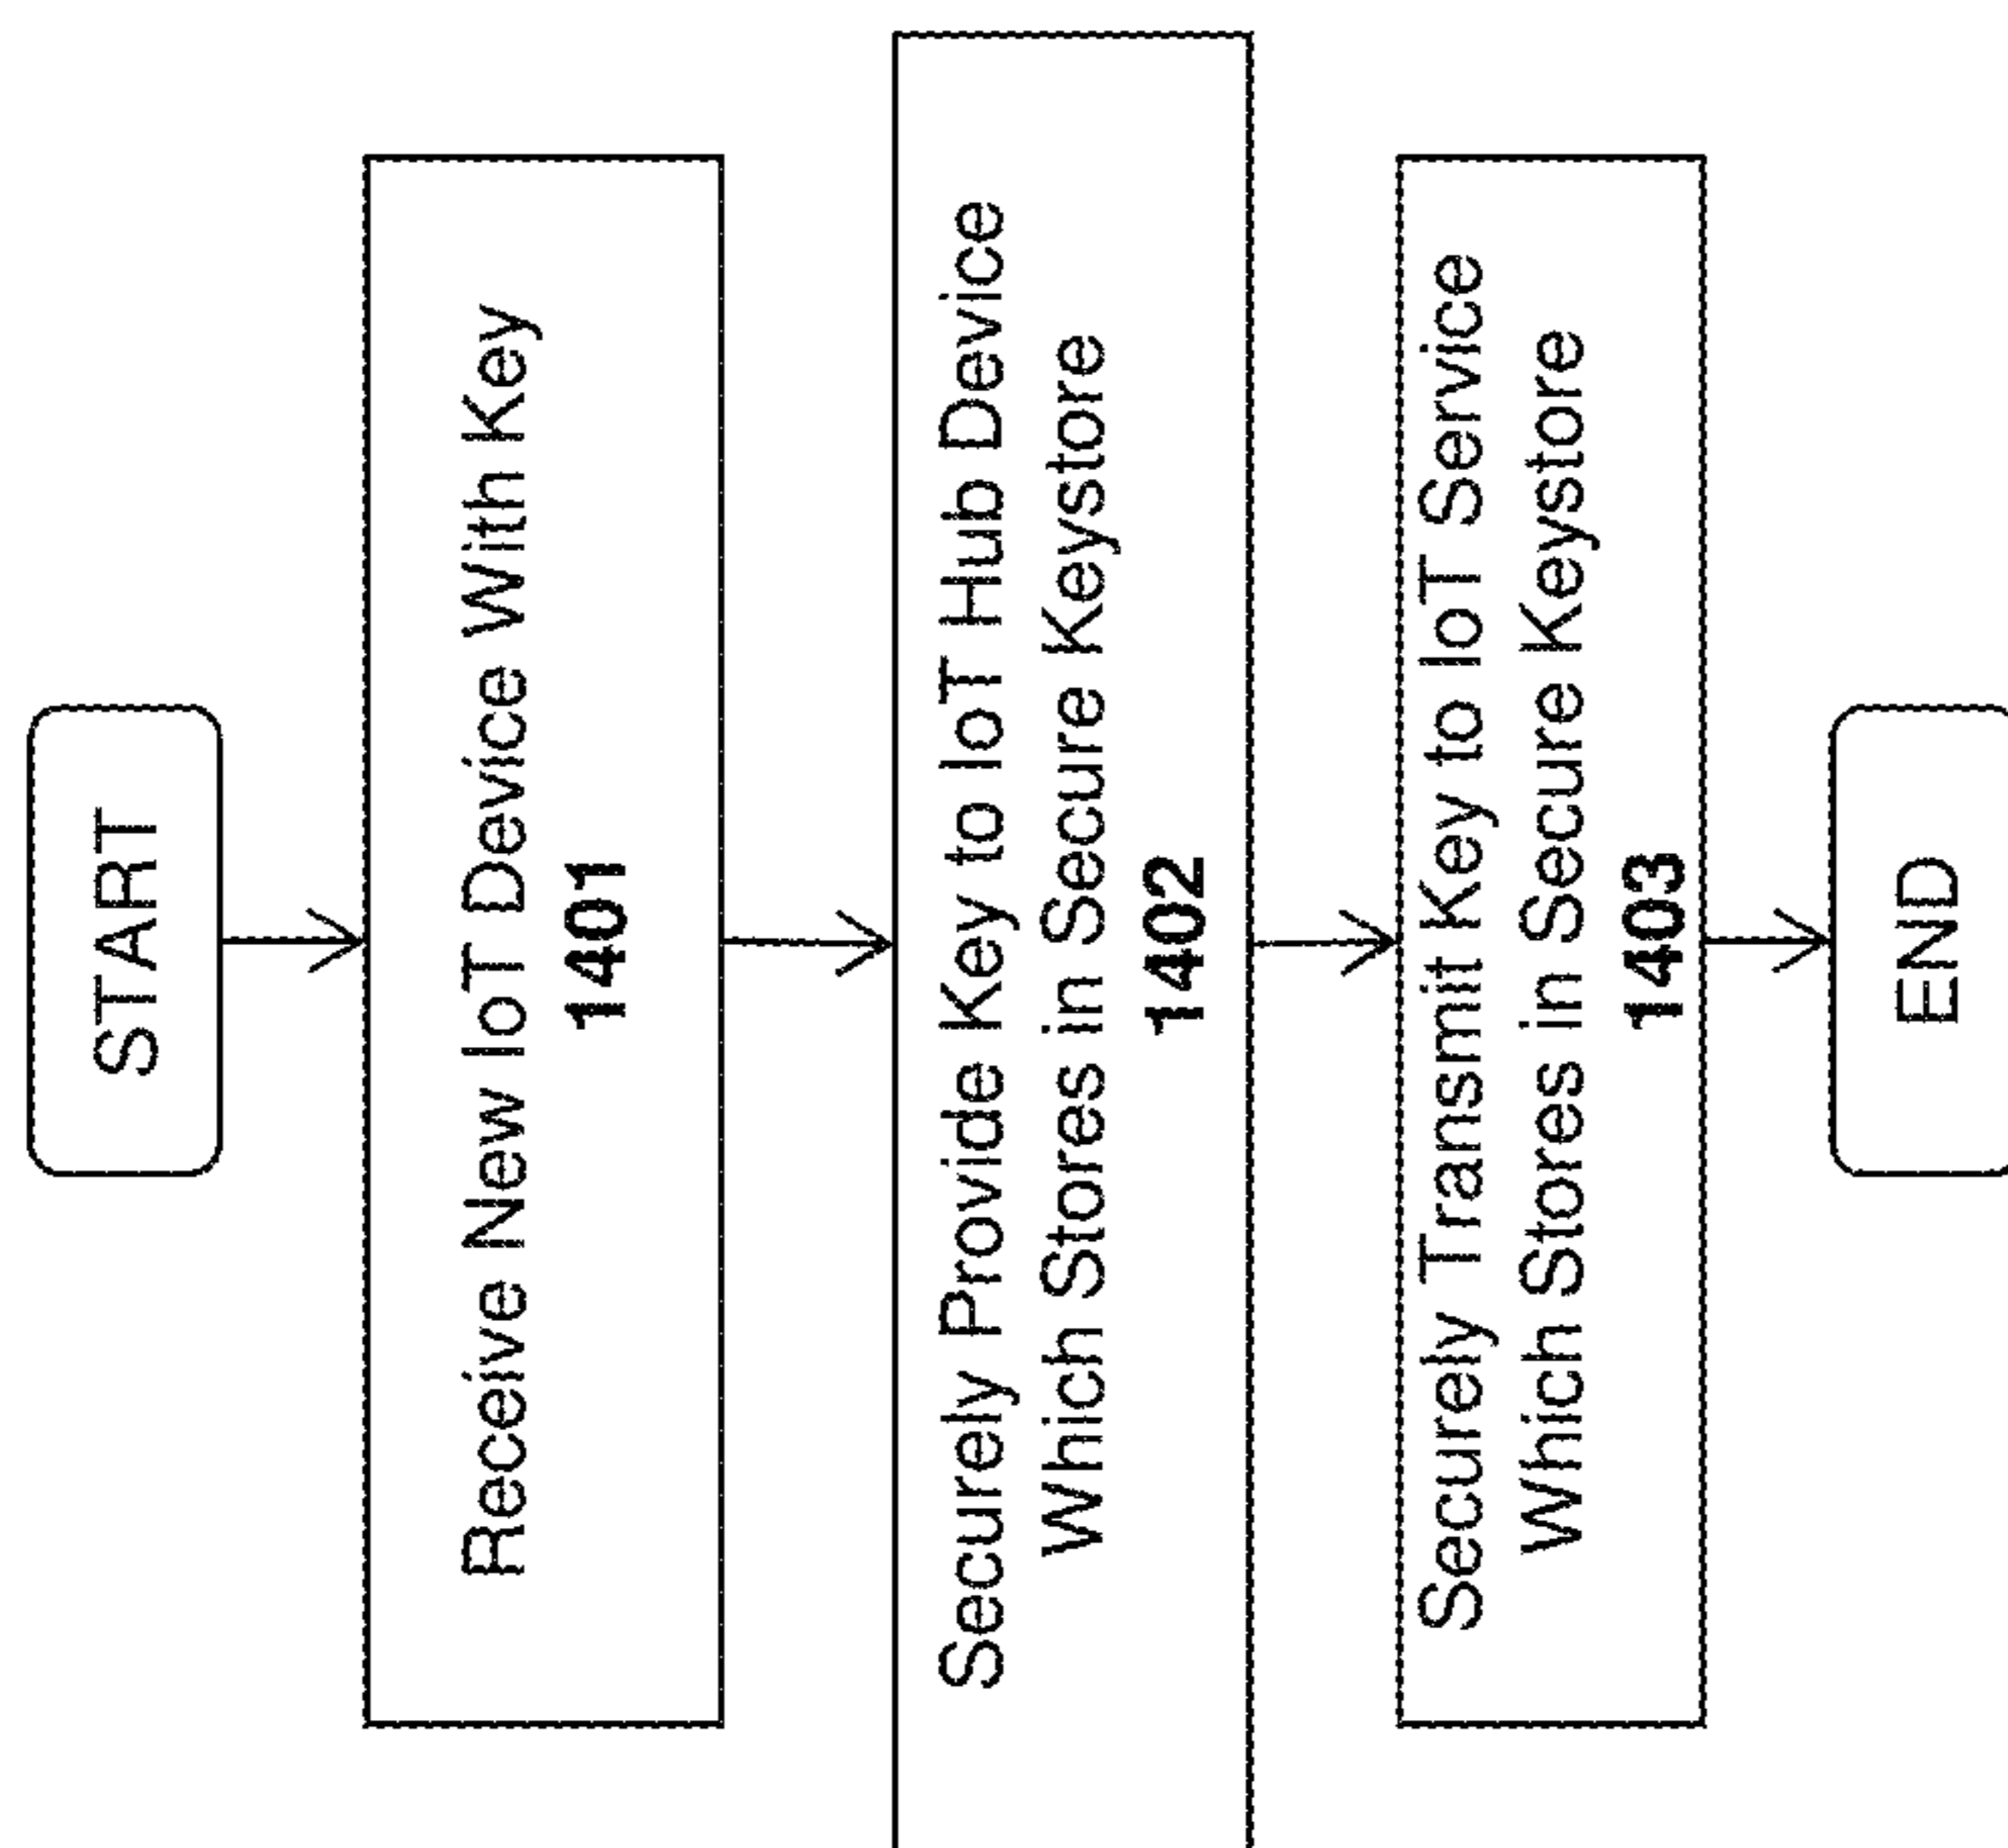 START
Receive New IoT Device With Key
1401
Securely Provide Key to IoT Hub Device
Which Stores in Secure Keystore
1402
Securely Transmit Key to IoT Service
Which Stores in Secure Keystore
1403
END